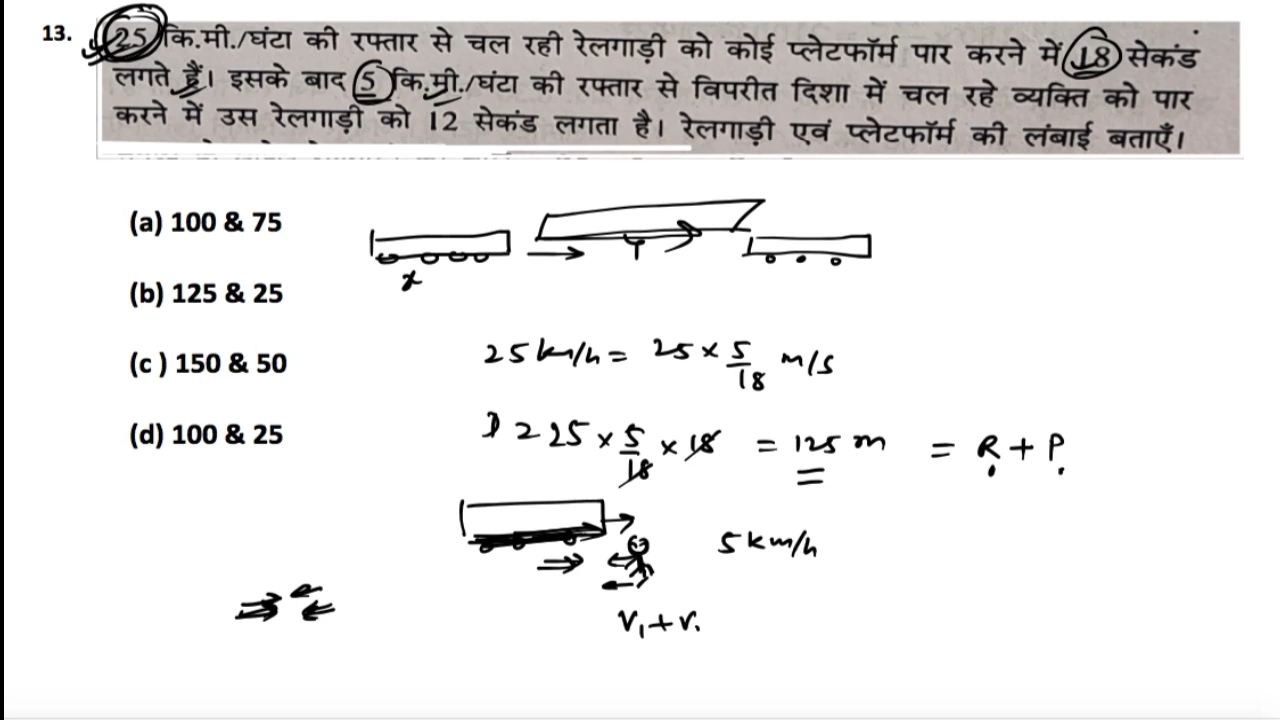 13. 25 कि.मी./घंटा की रफ्तार से चल रही रेलगाड़ी को कोई प्लेटफॉर्म पार करने में 18 सेकंड
लगते हैं। इसके बाद 5 कि.मी./घंटा की रफ्तार से विपरीत दिशा में चल रहे व्यक्ति को पार
करने में उस रेलगाड़ी को 12 सेकंड लगता है। रेलगाड़ी एवं प्लेटफॉर्म की लंबाई बताएँ।
(a) 100 & 75
x
(b) 125 & 25
25 km/h = 25 × 5/18 m/s
(c ) 150 & 50
(d) 100 & 25
25 × 5/18 × 18 = 125 m = R + P
5 km/h
V₁ + V